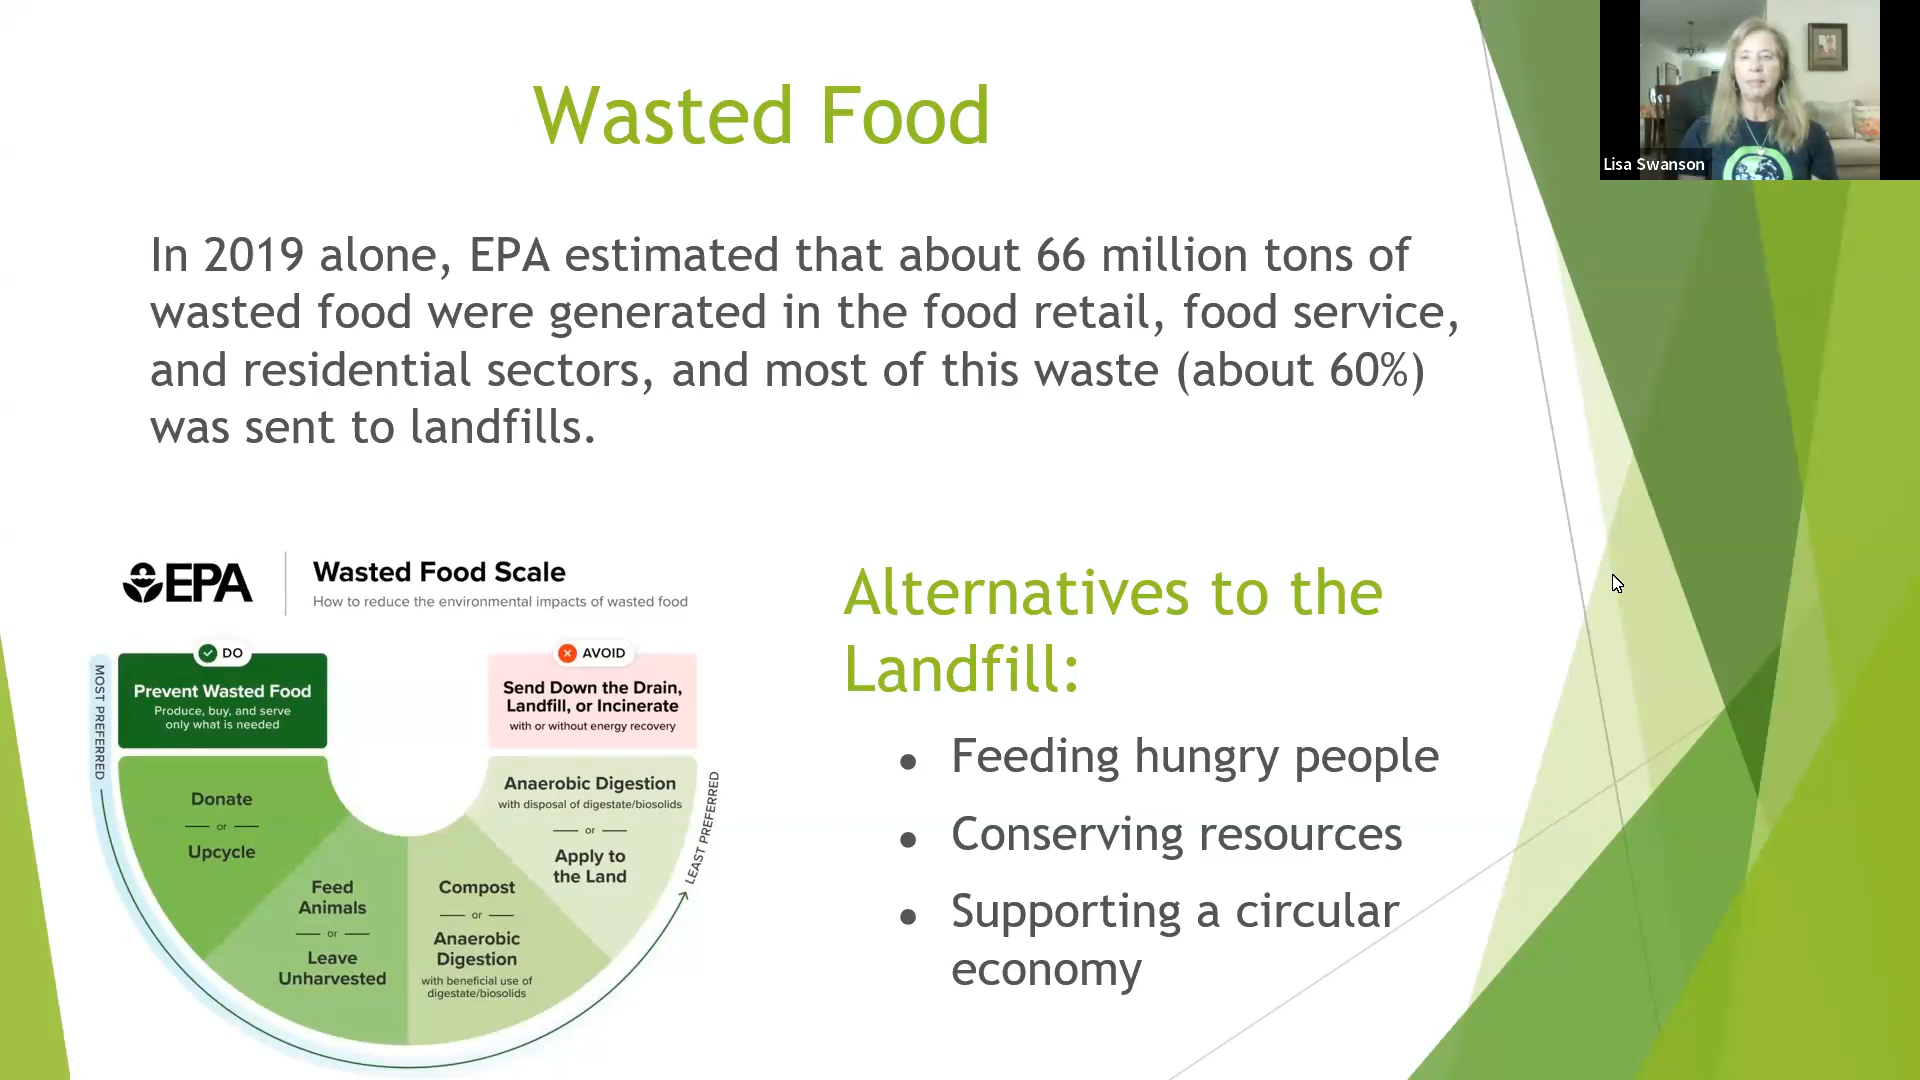 Wasted Food
Lisa Swanson
In 2019 alone, EPA estimated that about 66 million tons of
wasted food were generated in the food retail, food service,
and residential sectors, and most of this waste (about 60%)
was sent to landfills.
EPA
Wasted Food Scale
How to reduce the environmental impacts of wasted food
DO
Prevent Wasted Food
Produce, buy, and serve
only what is needed
AVOID
Send Down the Drain,
Landfill, or Incinerate
with or without energy recovery
MOST PREFERRED
Donate
or
Upcycle
Feed
Animals
or
Leave
Unharvested
Compost
or
Anaerobic
Digestion
with beneficial use of
digestate/biosolids
Anaerobic Digestion
with disposal of digestate/biosolids
or
Apply to
the Land
LEAST PREFERRED
Alternatives to the
Landfill:
• Feeding hungry people
• Conserving resources
• Supporting a circular
economy